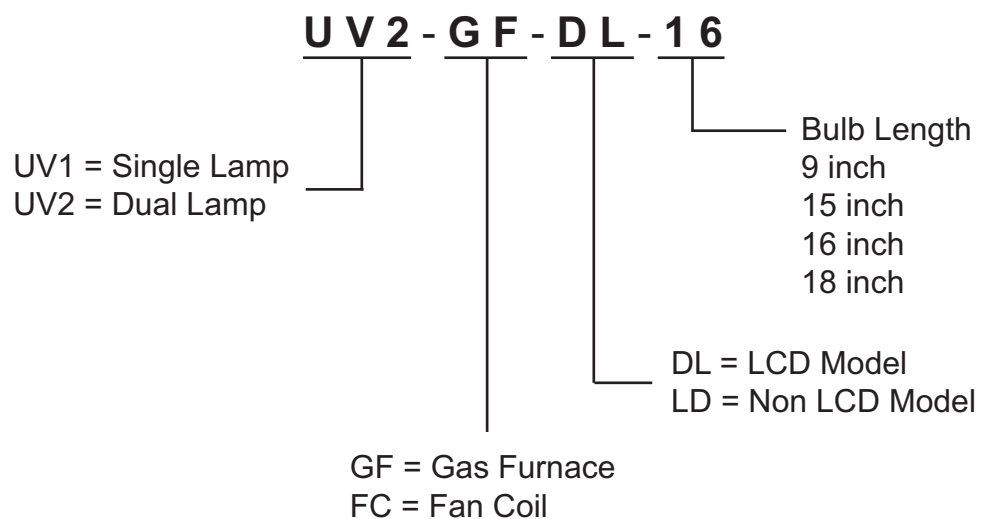 UV2-GF-DL-16
Bulb Length
9 inch
15 inch
16 inch
18 inch
UV1 = Single Lamp
UV2 = Dual Lamp
DL = LCD Model
LD = Non LCD Model
GF = Gas Furnace
FC = Fan Coil